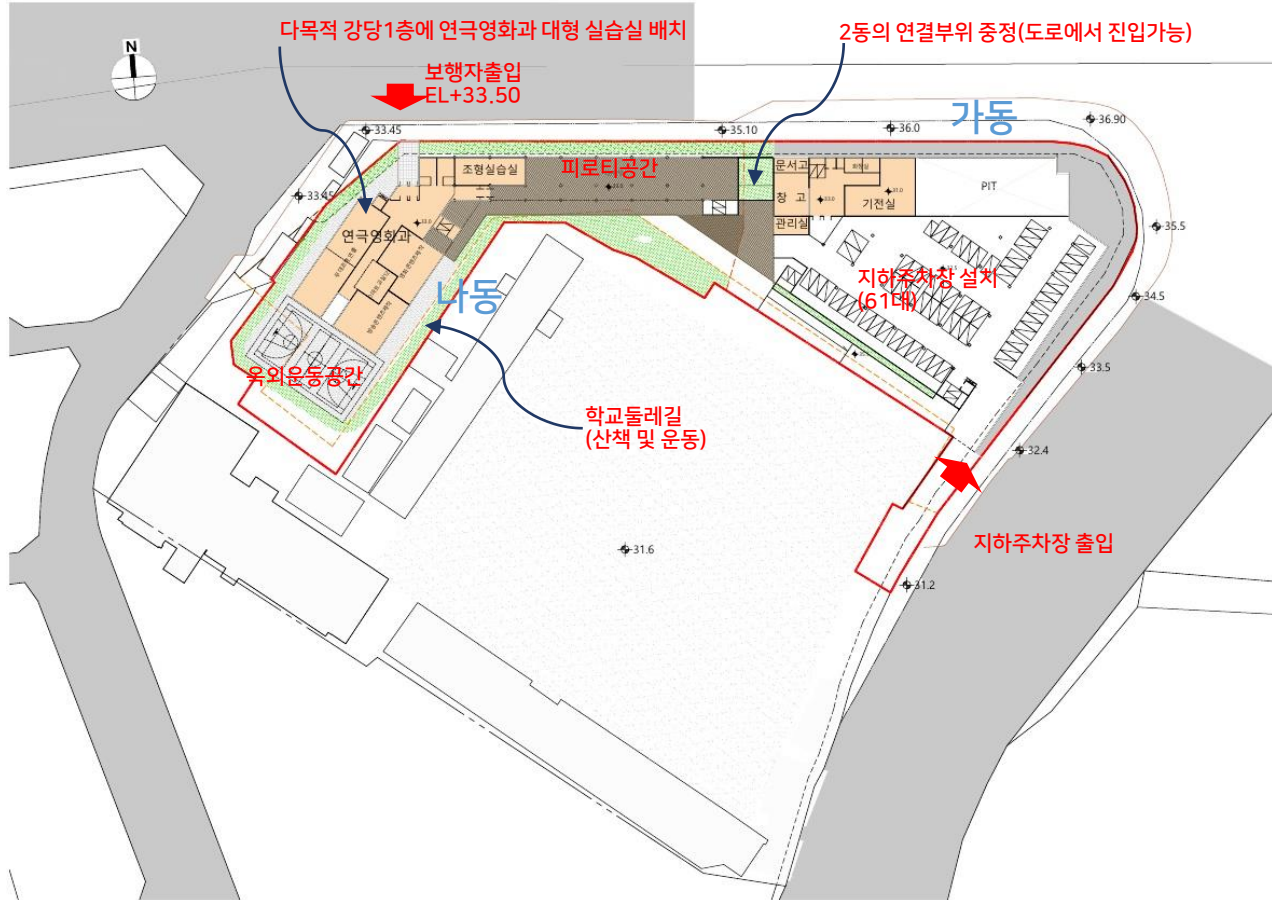 다목적 강당1층에 연극영화과 대형 실습실 배치
2동의 연결부위 중정(도로에서 진입가능)
N
보행자출입
EL+33.50
가동
36.90
33.45
35.10
36.0
조형실습실
피로티공간
문서고
PIT
33.45
창 고
기전실
33.0
33.0
관리실
35.5
연극영화과
나동
지하주차장 설치
(61대)
34.5
옥외운동공간
33.5
학교둘레길
(산책 및 운동)
32.4
지하주차장 출입
31.6
31.2